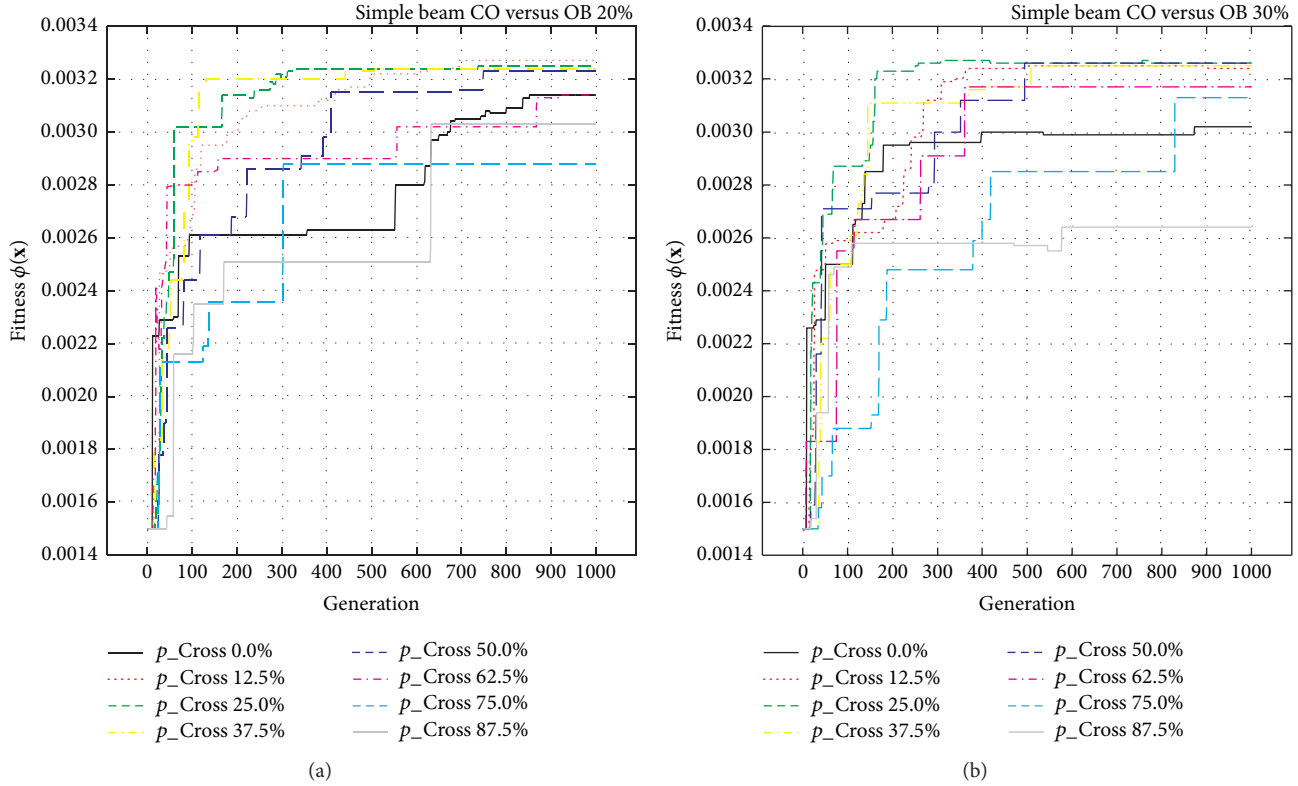 Simple beam CO versus OB 20%
0.0034
0.0032
0.0030
0.0028
0.0026
0.0024
0.0022
0.0020
0.0018
0.0016
0.0014
Fitness ϕ(x)
0 100 200 300 400 500 600 700 800 900 1000
Generation
p_Cross 0.0%
p_Cross 12.5%
p_Cross 25.0%
p_Cross 37.5%
p_Cross 50.0%
p_Cross 62.5%
p_Cross 75.0%
p_Cross 87.5%
(a)
Simple beam CO versus OB 30%
0.0034
0.0032
0.0030
0.0028
0.0026
0.0024
0.0022
0.0020
0.0018
0.0016
0.0014
Fitness ϕ(x)
0 100 200 300 400 500 600 700 800 900 1000
Generation
p_Cross 0.0%
p_Cross 12.5%
p_Cross 25.0%
p_Cross 37.5%
p_Cross 50.0%
p_Cross 62.5%
p_Cross 75.0%
p_Cross 87.5%
(b)